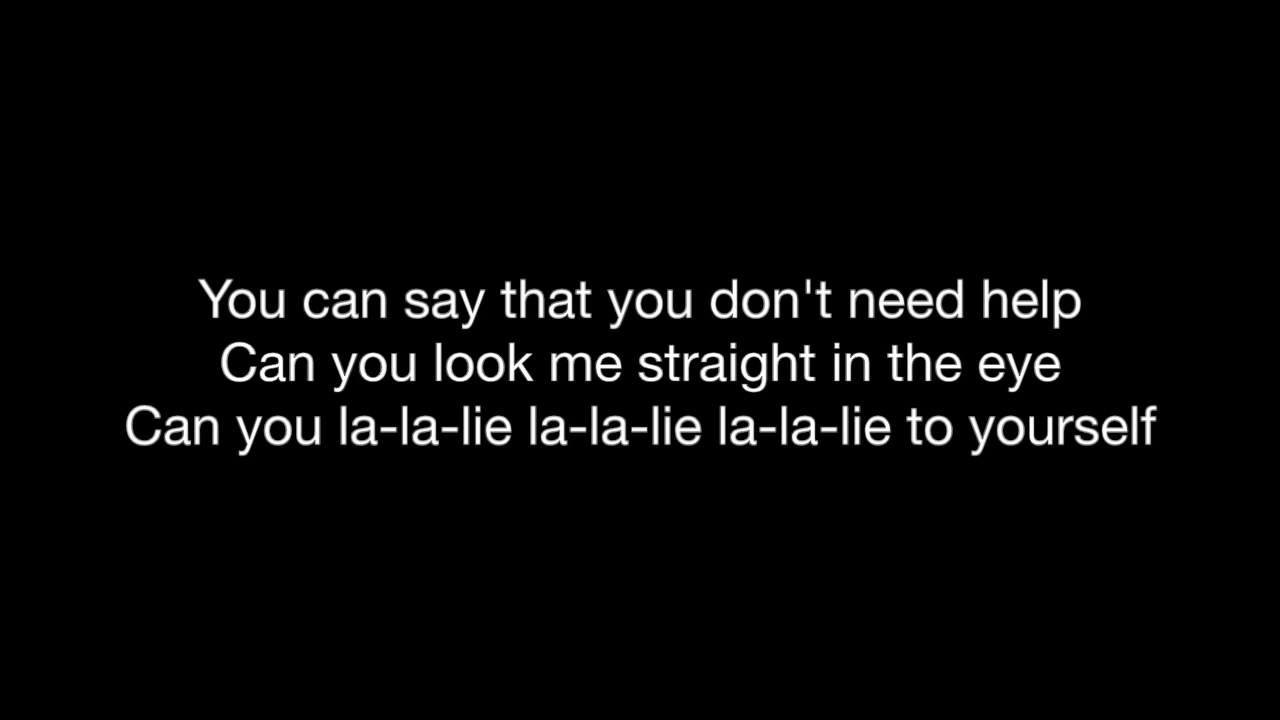 You can say that you don't need help
Can you look me straight in the eye
Can you la-la-lie la-la-lie la-la-lie to yourself